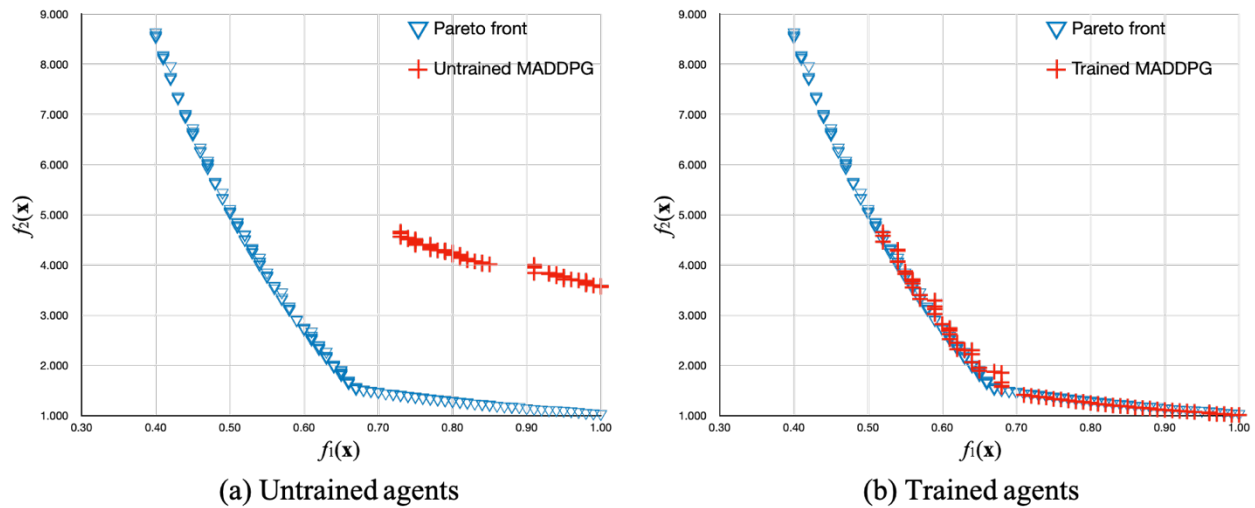 9.000
8.000
7.000
6.000
5.000
4.000
3.000
2.000
1.000
f2(x)
0.30 0.40 0.50 0.60 0.70 0.80 0.90 1.00
f1(x)
Pareto front
Untrained MADDPG
(a) Untrained agents
9.000
8.000
7.000
6.000
5.000
4.000
3.000
2.000
1.000
f2(x)
0.30 0.40 0.50 0.60 0.70 0.80 0.90 1.00
f1(x)
Pareto front
Trained MADDPG
(b) Trained agents